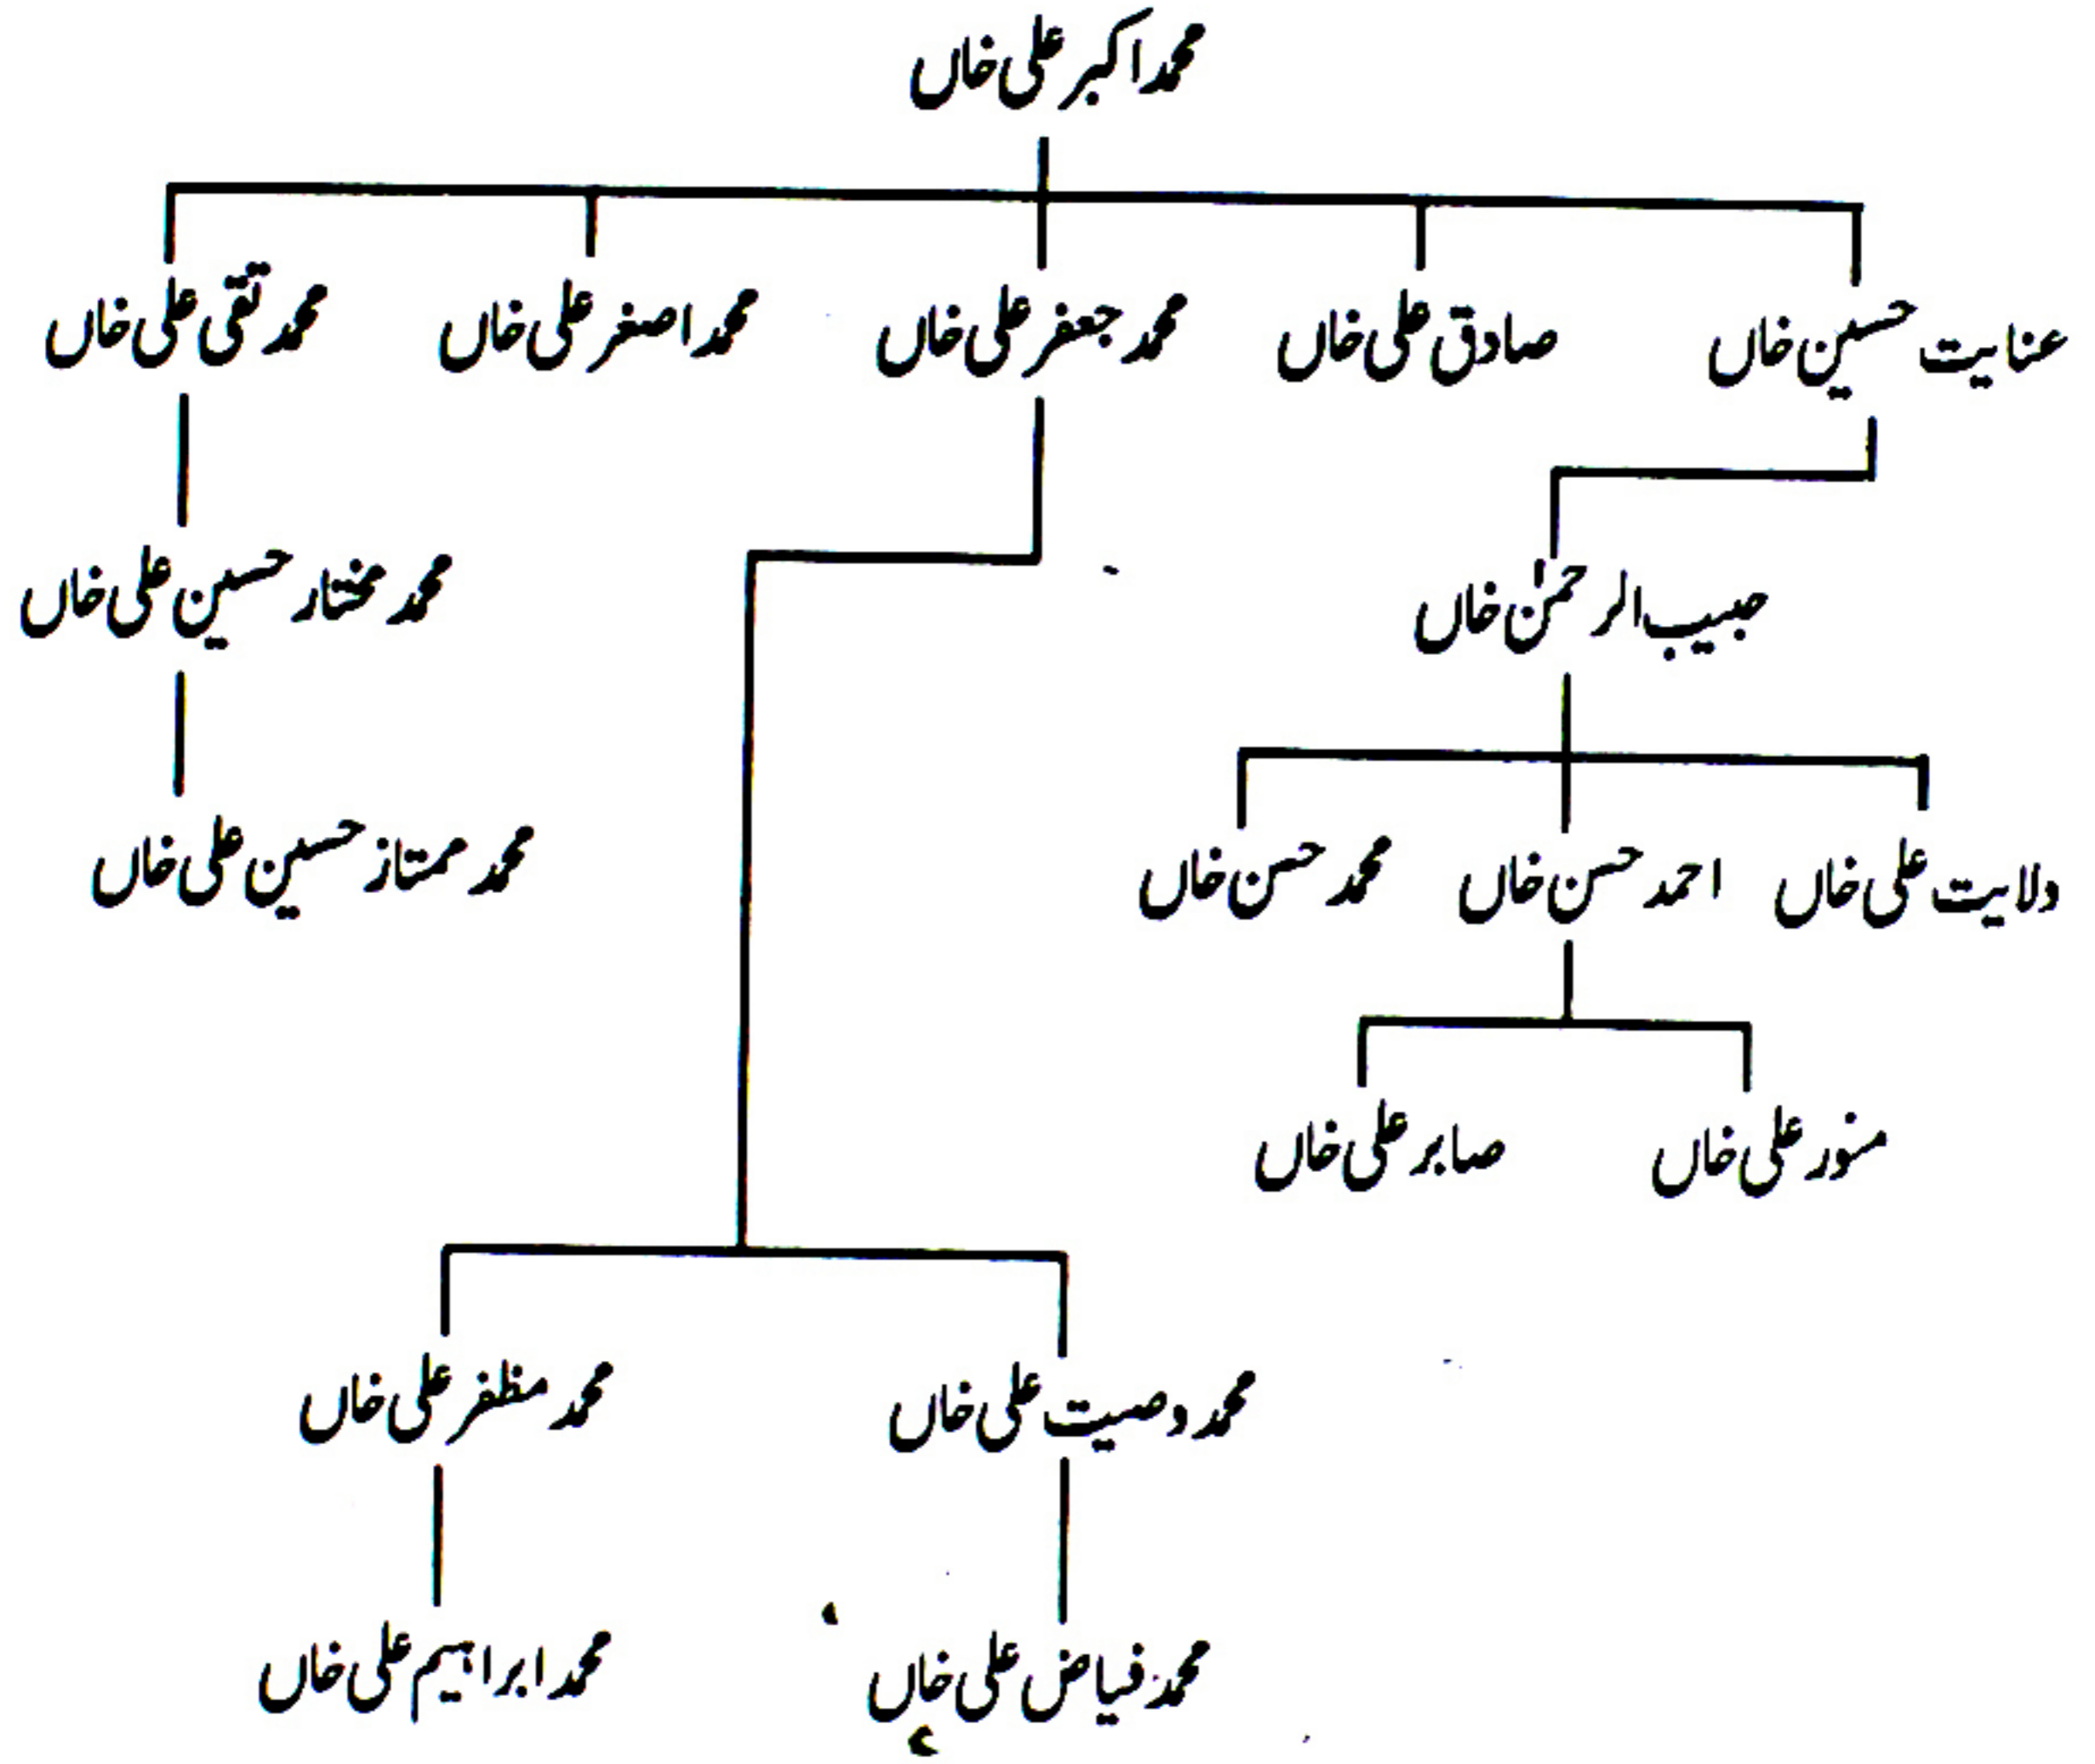 محمد اکبر علی خاں
عنایت حسین خاں
صادق علی خاں
محمد جعفر علی خاں
محمد اصغر علی خاں
محمد تقی علی خاں
حبیب الرحمٰن خاں
محمد مختار حسین علی خاں
ولایت علی خاں
احمد حسن خاں
محمد حسن خاں
محمد ممتاز حسین علی خاں
منور علی خاں
صابر علی خاں
محمد وصیت علی خاں
محمد مظفر علی خاں
محمد فیاض علی خاں
محمد ابراہیم علی خاں